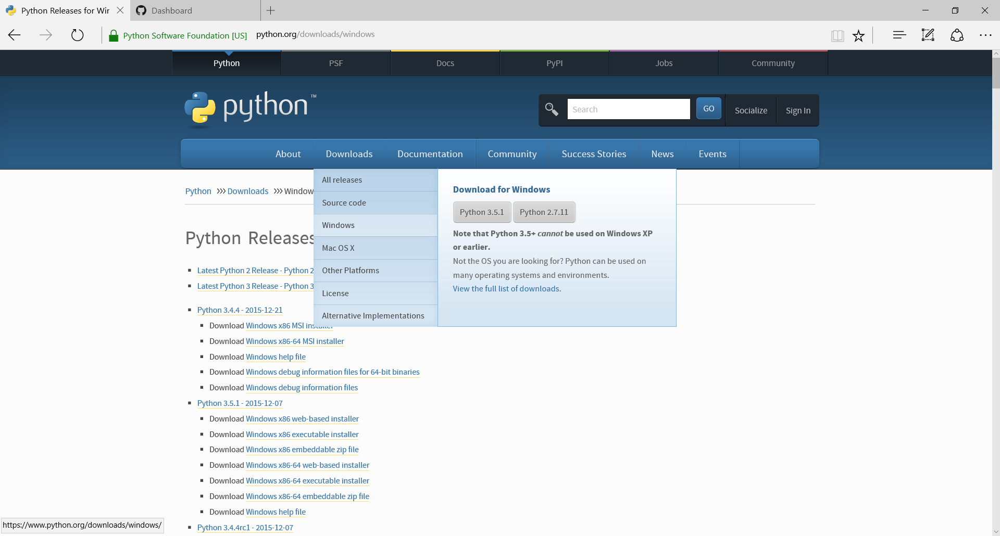 Python Releases for Wir
Dashboard
Python Software Foundation [US]
python.org/downloads/windows
Python
PSF
Docs
PyPI
Jobs
Community
python™
Search
GO
Socialize
Sign In
About
Downloads
Documentation
Community
Success Stories
News
Events
Python >>> Downloads >>> Window
Python Releases
Latest Python 2 Release - Python 2
Latest Python 3 Release - Python 3
All releases
Source code
Windows
Mac OS X
Other Platforms
License
Alternative Implementations
Download for Windows
Python 3.5.1
Python 2.7.11
Note that Python 3.5+ cannot be used on Windows XP
or earlier.
Not the OS you are looking for? Python can be used on
many operating systems and environments.
View the full list of downloads.
Python 3.4.4 - 2015-12-21
Download Windows x86 MSI installer
Download Windows x86-64 MSI installer
Download Windows help file
Download Windows debug information files for 64-bit binaries
Download Windows debug information files
Python 3.5.1 - 2015-12-07
Download Windows x86 web-based installer
Download Windows x86 executable installer
Download Windows x86 embeddable zip file
Download Windows x86-64 web-based installer
Download Windows x86-64 executable installer
Download Windows x86-64 embeddable zip file
Download Windows help file
Python 3.4.4rc1 - 2015-12-07
https://www.python.org/downloads/windows/